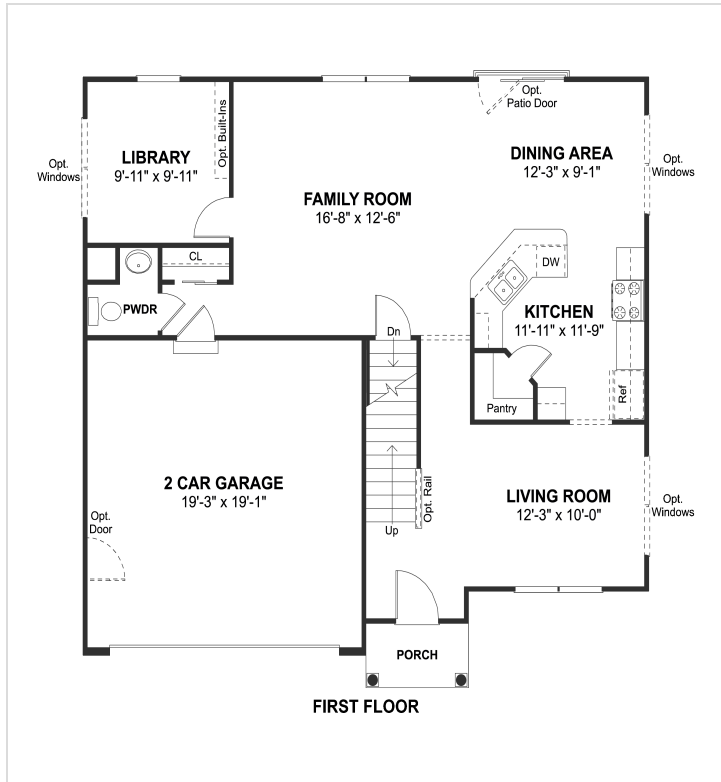 Opt.
Patio Door
Opt. Built-Ins
LIBRARY
9'-11" x 9'-11"
Opt.
Windows
DINING AREA
12'-3" x 9'-1"
Opt.
Windows
FAMILY ROOM
16'-8" x 12'-6"
CL
DW
PWDR
KITCHEN
11'-11" x 11'-9"
Dn
Ref
Pantry
2 CAR GARAGE
19'-3" x 19'-1"
Opt. Rail
LIVING ROOM
12'-3" x 10'-0"
Opt.
Windows
Opt.
Door
Up
PORCH
FIRST FLOOR